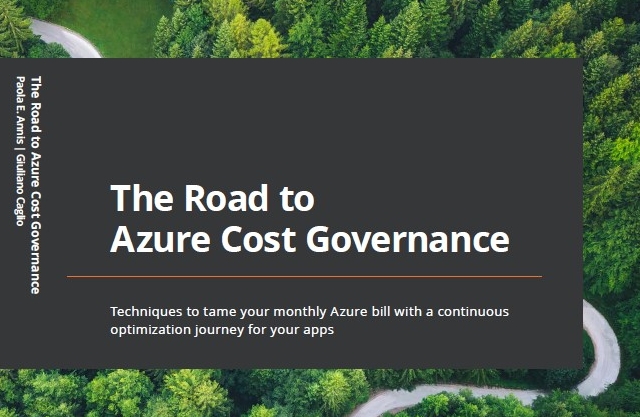 The Road to Azure Cost Governance
Paola E. Annis | Giuliano Caglio
The Road to
Azure Cost Governance
Techniques to tame your monthly Azure bill with a continuous
optimization journey for your apps